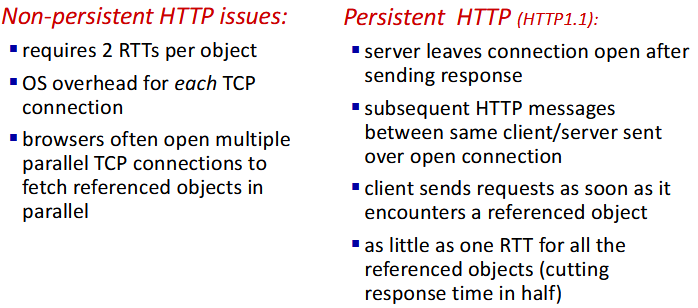 Non-persistent HTTP issues:
▪ requires 2 RTTs per object
▪ OS overhead for each TCP
connection
▪ browsers often open multiple
parallel TCP connections to
fetch referenced objects in
parallel
Persistent HTTP (HTTP1.1):
▪ server leaves connection open after
sending response
▪ subsequent HTTP messages
between same client/server sent
over open connection
▪ client sends requests as soon as it
encounters a referenced object
▪ as little as one RTT for all the
referenced objects (cutting
response time in half)